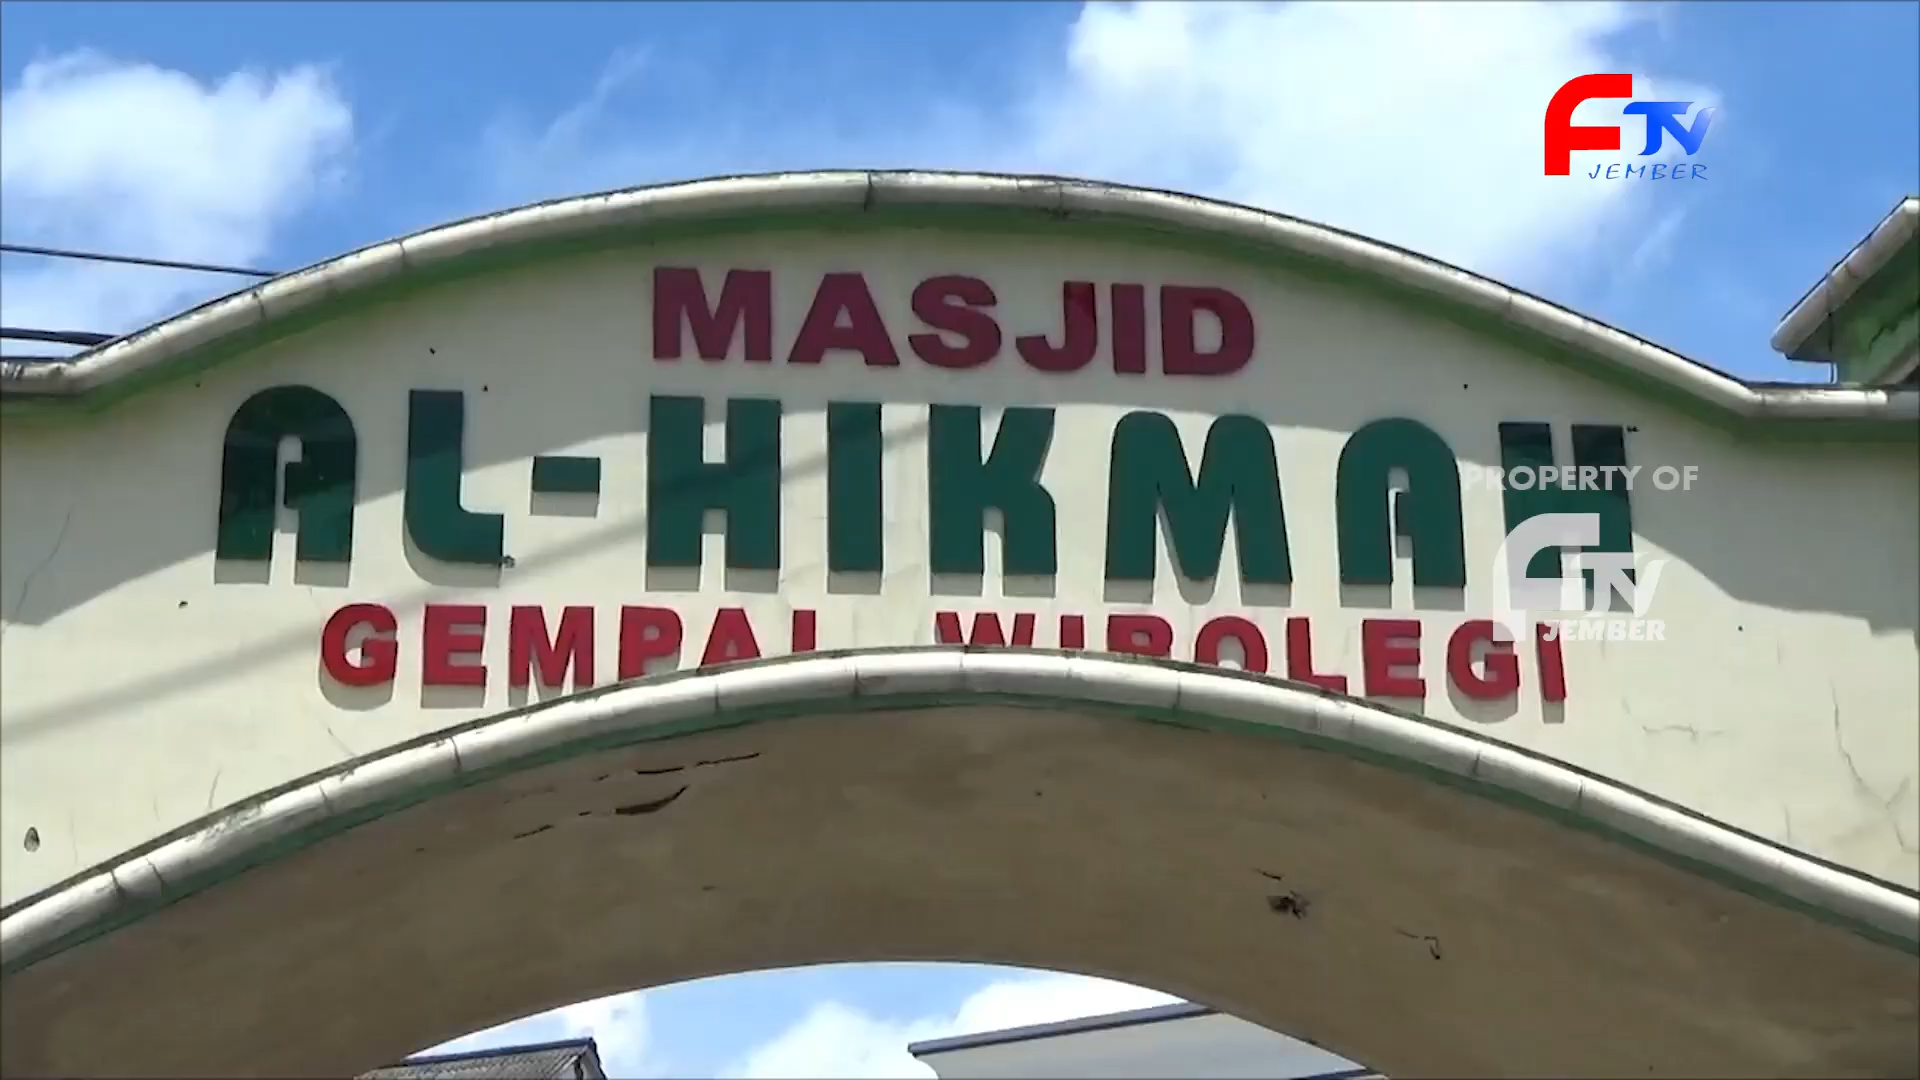 FTV
JEMBER
MASJID
AL-HIKMAH
GEMPAL WIROLEGI
PROPERTY OF
FTV
JEMBER